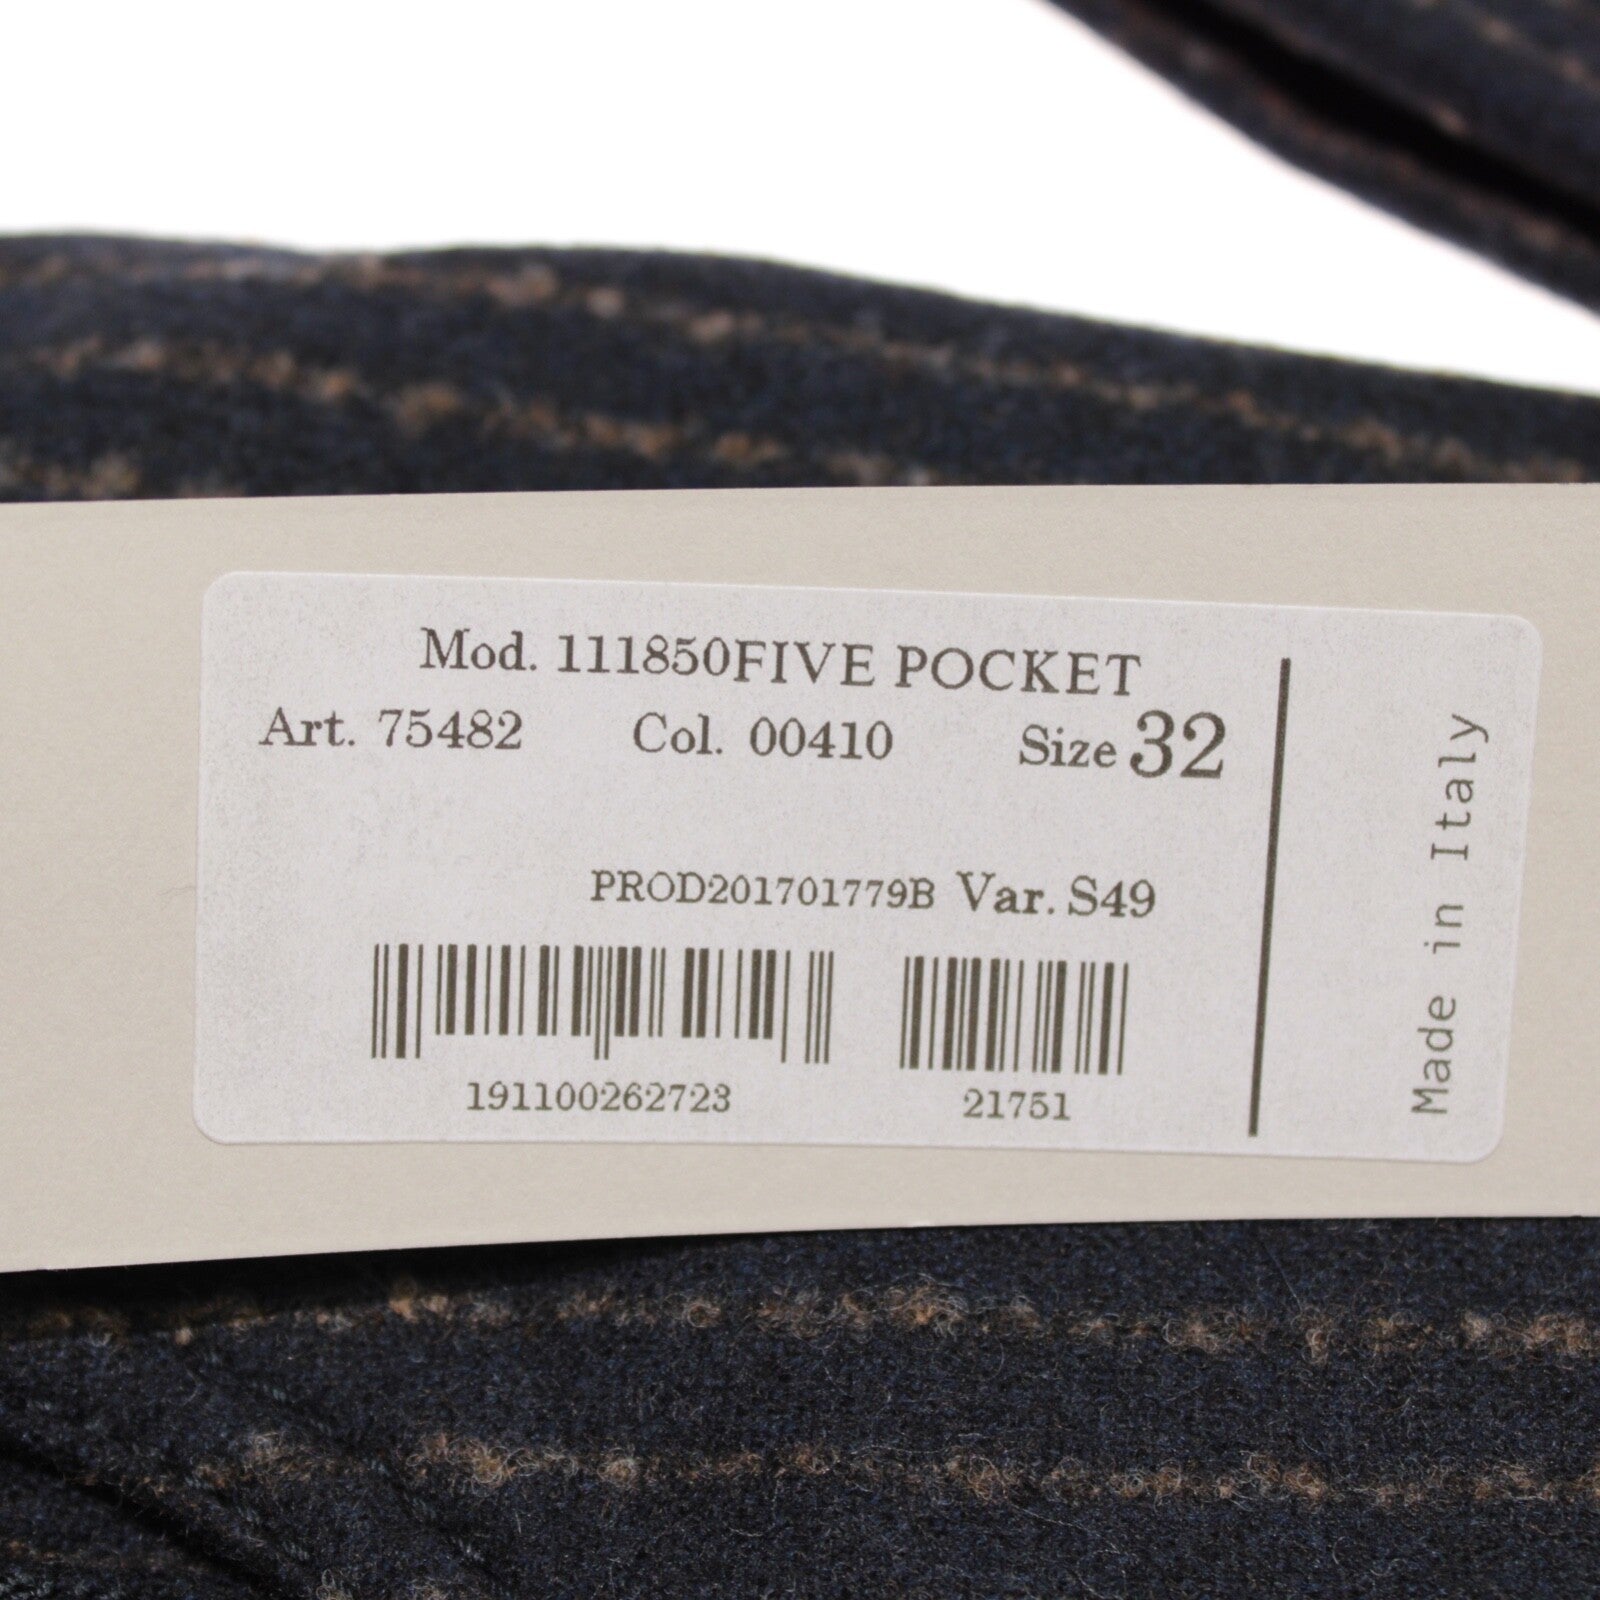 Mod. 111850FIVE POCKET
Art. 75482 Col. 00410 Size 32
PROD201701779B Var. S49
191100262723 21751
Made in Italy